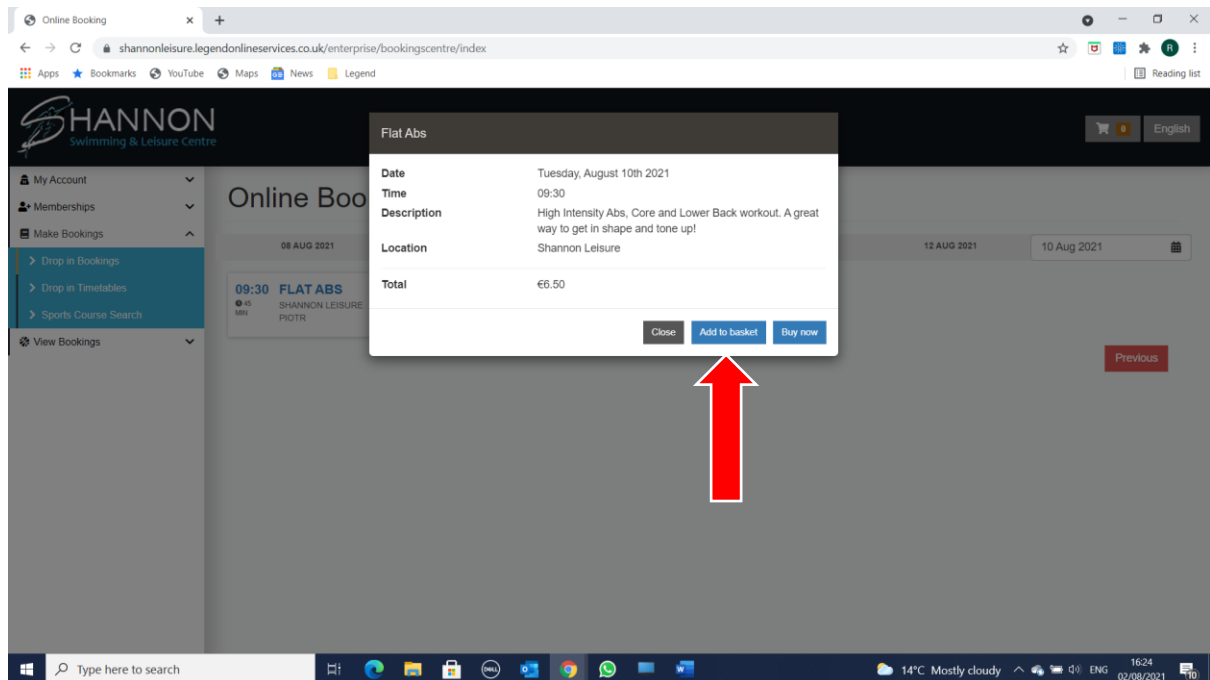 Online Booking
shannonleisure.legendonlineservices.co.uk/enterprise/bookingscentre/index
R
Apps
Bookmarks
YouTube
Maps
News
Legend
Reading list
SHANNON
Swimming & Leisure Centre
0
English
My Account
Memberships
Make Bookings
Drop in Bookings
Drop in Timetables
Sports Course Search
View Bookings
Online Boo
08 AUG 2021
12 AUG 2021
10 Aug 2021
09:30 FLAT ABS
45 MIN
SHANNON LEISURE
PIOTR
Previous
Flat Abs
Date Tuesday, August 10th 2021
Time 09:30
Description High Intensity Abs, Core and Lower Back workout. A great
way to get in shape and tone up!
Location Shannon Leisure
Total €6.50
Close
Add to basket
Buy now
Type here to search
DELL
14°C Mostly cloudy
ENG
16:24
02/08/2021
10